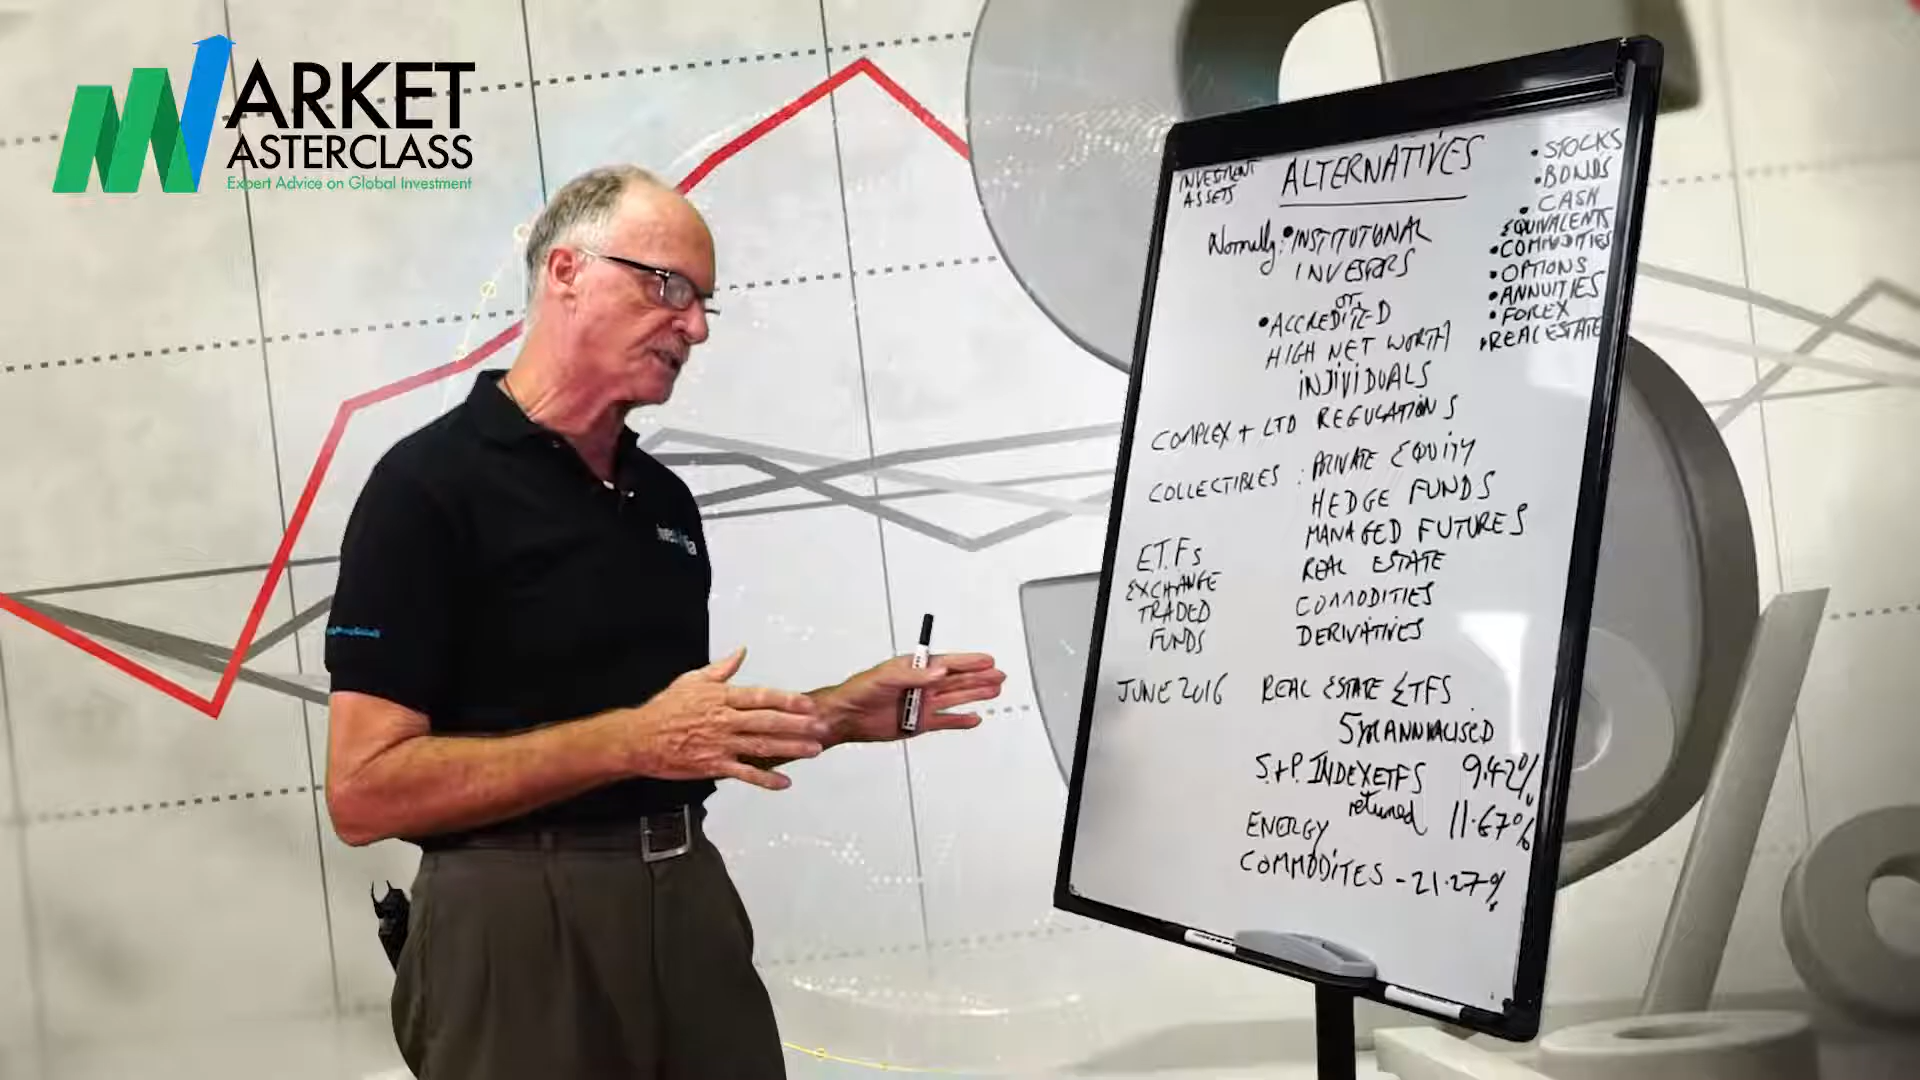 MARKET
MASTERCLASS
Expert Advice on Global Investment
INVESTMENT
ASSETS
ALTERNATIVES
Normally: • INSTITUTIONAL
INVESTORS
or
• ACCREDITED
HIGH NET WORTH
INDIVIDUALS
• STOCKS
• BONDS
• CASH
EQUIVALENTS
• COMMODITIES
• OPTIONS
• ANNUITIES
• FOREX
• REAL ESTATE
COMPLEX + LTD REGULATIONS
COLLECTIBLES : PRIVATE EQUITY
HEDGE FUNDS
MANAGED FUTURES
REAL ESTATE
COMMODITIES
DERIVATIVES
E.T.Fs
EXCHANGE
TRADED
FUNDS
JUNE 2016 REAL ESTATE ETFS
5yr ANNUALISED
S.+P. INDEX ETFS 9.42%
returned 11.67%
ENERGY
COMMODITES -21.27%